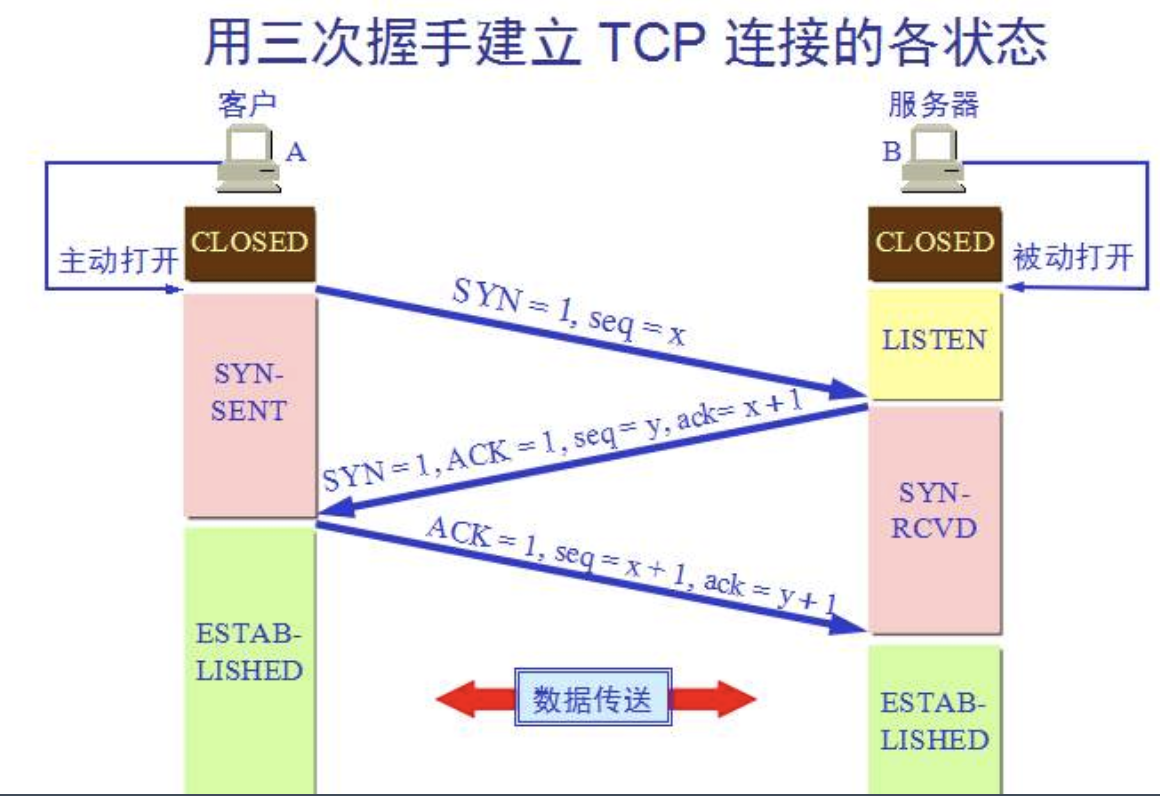 用三次握手建立 TCP 连接的各状态
客户
服务器
A
B
CLOSED
CLOSED
主动打开
被动打开
SYN = 1, seq = x
LISTEN
SYN-
SENT
SYN = 1, ACK = 1, seq = y, ack= x + 1
SYN-
RCVD
ACK = 1, seq = x + 1, ack = y + 1
ESTAB-
LISHED
数据传送
ESTAB-
LISHED